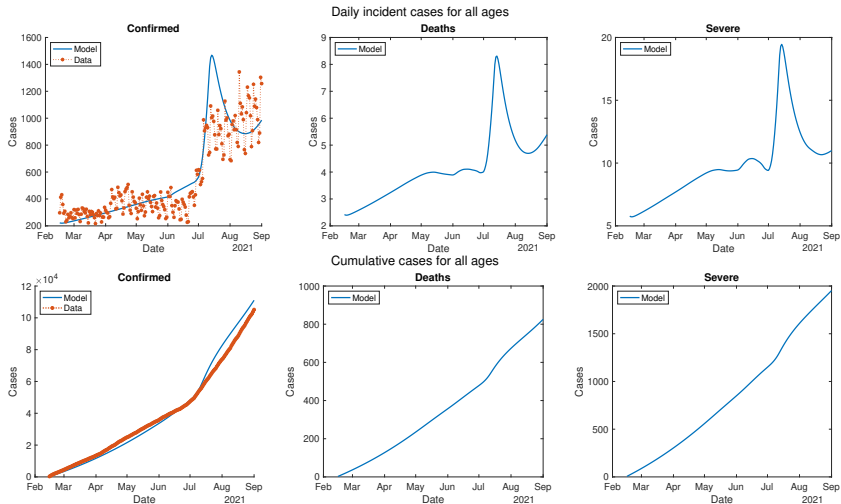 Daily incident cases for all ages
Confirmed
Model
Data
1600
1400
1200
1000
800
600
400
200
Cases
Feb Mar Apr May Jun Jul Aug Sep
Date
2021
Deaths
Model
9
8
7
6
5
4
3
2
Cases
Feb Mar Apr May Jun Jul Aug Sep
Date
2021
Severe
Model
20
15
10
5
Cases
Feb Mar Apr May Jun Jul Aug Sep
Date
2021
Cumulative cases for all ages
Confirmed
×10⁴
Model
Data
12
10
8
6
4
2
0
Cases
Feb Mar Apr May Jun Jul Aug Sep
Date
2021
Deaths
Model
1000
800
600
400
200
0
Cases
Feb Mar Apr May Jun Jul Aug Sep
Date
2021
Severe
Model
2000
1500
1000
500
0
Cases
Feb Mar Apr May Jun Jul Aug Sep
Date
2021